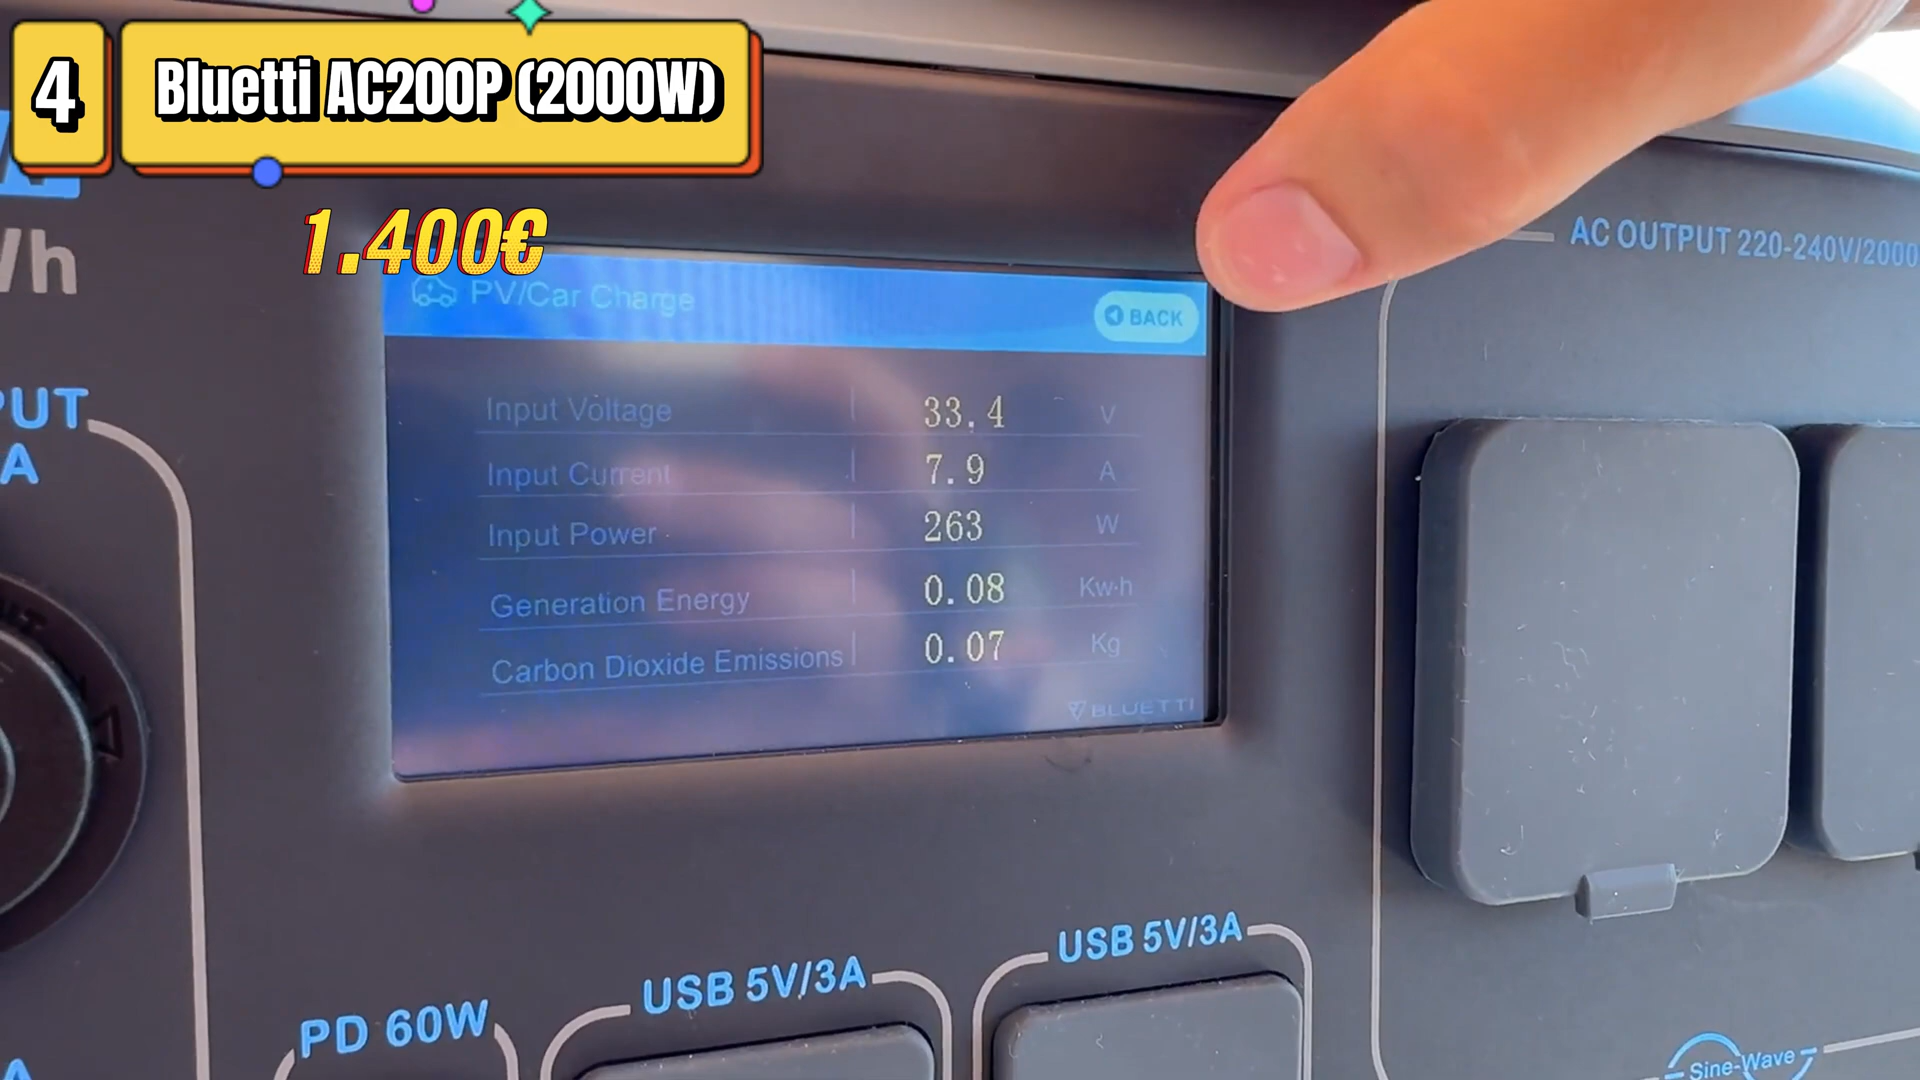 4
Bluetti AC200P (2000W)
1.400€
Wh
PV/Car Charge
BACK
Input Voltage 33.4 V
Input Current 7.9 A
Input Power 263 W
Generation Energy 0.08 Kw·h
Carbon Dioxide Emissions 0.07 Kg
BLUETTI
AC OUTPUT 220-240V/2000
PUT
A
PD 60W
USB 5V/3A
USB 5V/3A
A
Sine-Wave